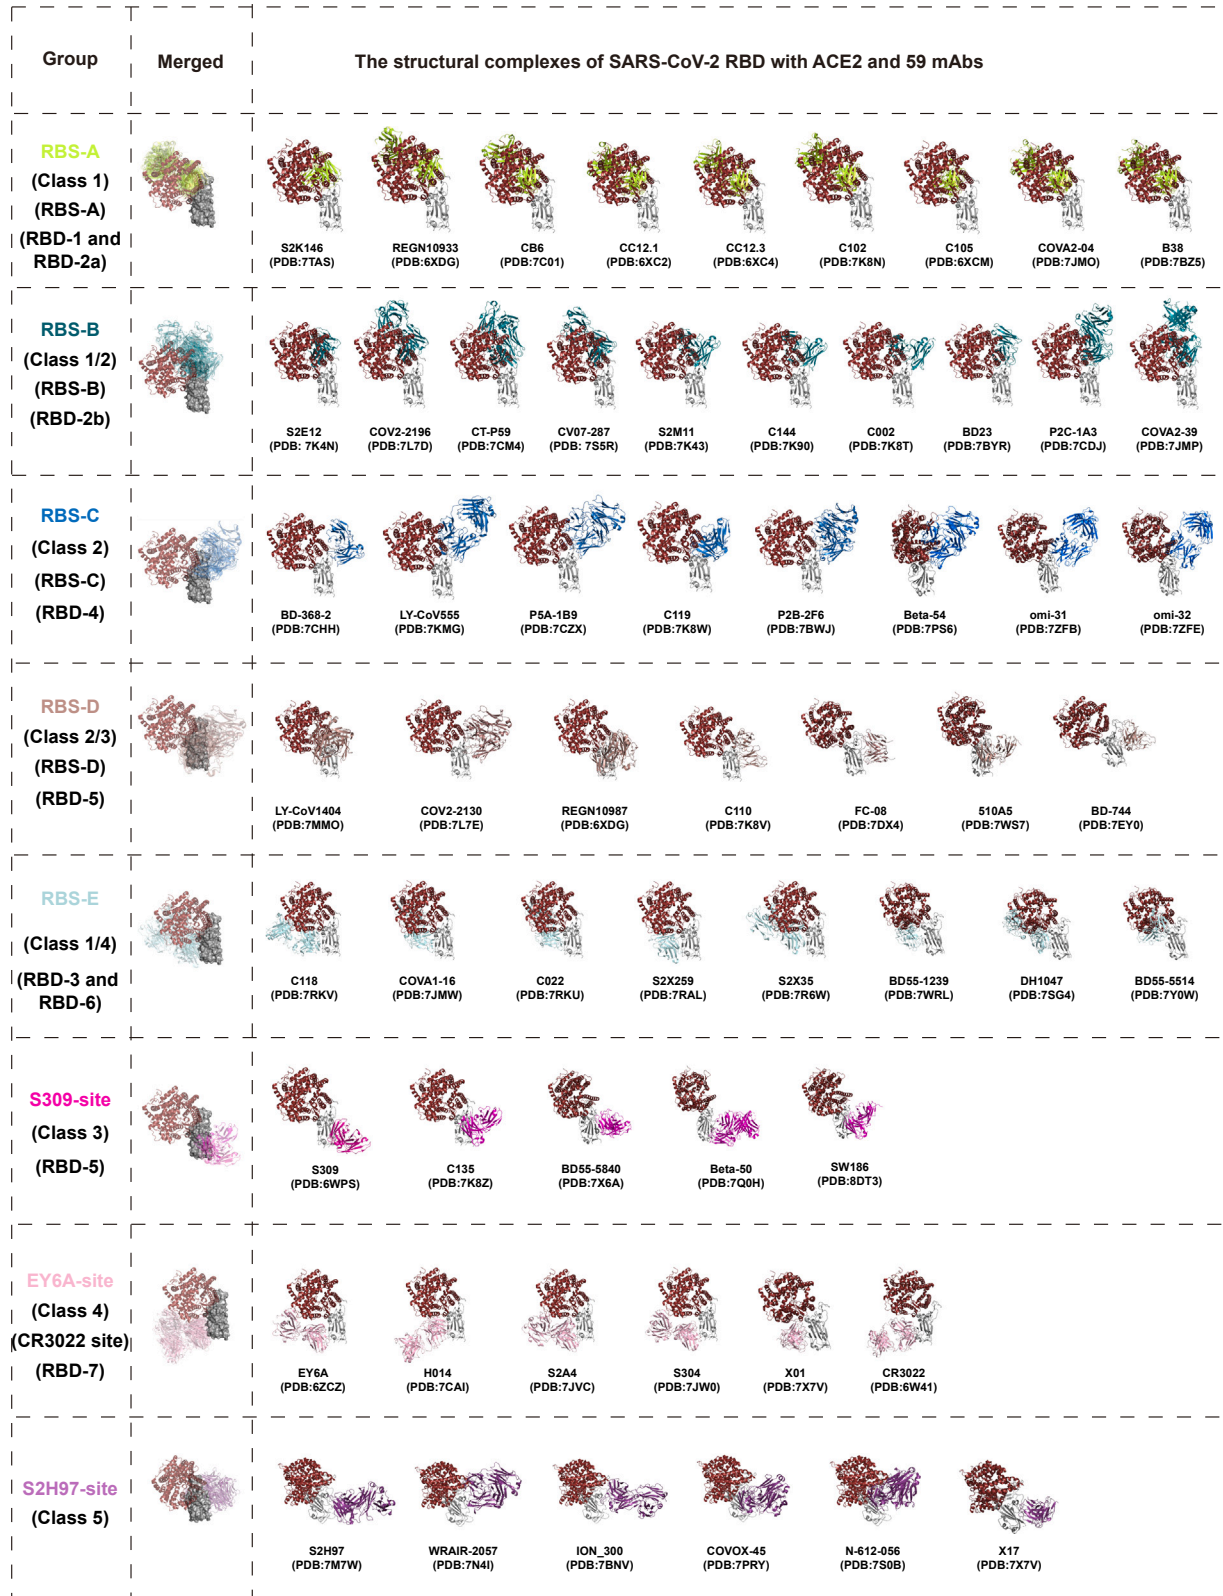 Group
Merged
The structural complexes of SARS-CoV-2 RBD with ACE2 and 59 mAbs
RBS-A
(Class 1)
(RBS-A)
(RBD-1 and
RBD-2a)
S2K146
(PDB:7TAS)
REGN10933
(PDB:6XDG)
CB6
(PDB:7C01)
CC12.1
(PDB:6XC2)
CC12.3
(PDB:6XC4)
C102
(PDB:7K8N)
C105
(PDB:6XCM)
COVA2-04
(PDB:7JMO)
B38
(PDB:7BZ5)
RBS-B
(Class 1/2)
(RBS-B)
(RBD-2b)
S2E12
(PDB: 7K4N)
COV2-2196
(PDB:7L7D)
CT-P59
(PDB:7CM4)
CV07-287
(PDB: 7S5R)
S2M11
(PDB:7K43)
C144
(PDB:7K90)
C002
(PDB:7K8T)
BD23
(PDB:7BYR)
P2C-1A3
(PDB:7CDJ)
COVA2-39
(PDB:7JMP)
RBS-C
(Class 2)
(RBS-C)
(RBD-4)
BD-368-2
(PDB:7CHH)
LY-CoV555
(PDB:7KMG)
P5A-1B9
(PDB:7CZX)
C119
(PDB:7K8W)
P2B-2F6
(PDB:7BWJ)
Beta-54
(PDB:7PS6)
omi-31
(PDB:7ZFB)
omi-32
(PDB:7ZFE)
RBS-D
(Class 2/3)
(RBS-D)
(RBD-5)
LY-CoV1404
(PDB:7MMO)
COV2-2130
(PDB:7L7E)
REGN10987
(PDB:6XDG)
C110
(PDB:7K8V)
FC-08
(PDB:7DX4)
510A5
(PDB:7WS7)
BD-744
(PDB:7EY0)
RBS-E
(Class 1/4)
(RBD-3 and
RBD-6)
C118
(PDB:7RKV)
COVA1-16
(PDB:7JMW)
C022
(PDB:7RKU)
S2X259
(PDB:7RAL)
S2X35
(PDB:7R6W)
BD55-1239
(PDB:7WRL)
DH1047
(PDB:7SG4)
BD55-5514
(PDB:7Y0W)
S309-site
(Class 3)
(RBD-5)
S309
(PDB:6WPS)
C135
(PDB:7K8Z)
BD55-5840
(PDB:7X6A)
Beta-50
(PDB:7Q0H)
SW186
(PDB:8DT3)
EY6A-site
(Class 4)
(CR3022 site)
(RBD-7)
EY6A
(PDB:6ZCZ)
H014
(PDB:7CAI)
S2A4
(PDB:7JVC)
S304
(PDB:7JW0)
X01
(PDB:7X7V)
CR3022
(PDB:6W41)
S2H97-site
(Class 5)
S2H97
(PDB:7M7W)
WRAIR-2057
(PDB:7N4I)
ION_300
(PDB:7BNV)
COVOX-45
(PDB:7PRY)
N-612-056
(PDB:7S0B)
X17
(PDB:7X7V)